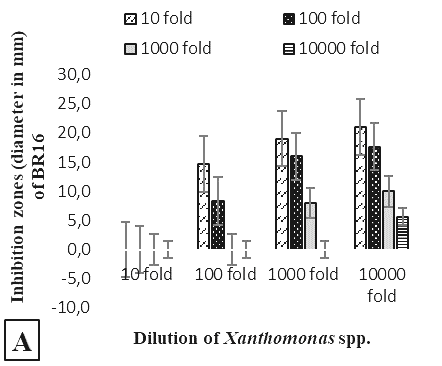 10 fold 100 fold
1000 fold 10000 fold
Inhibition zones (diameter in mm)
of BR16
30,0
25,0
20,0
15,0
10,0
5,0
0,0
-5,0
-10,0
10 fold 100 fold 1000 fold 10000
fold
A
Dilution of Xanthomonas spp.